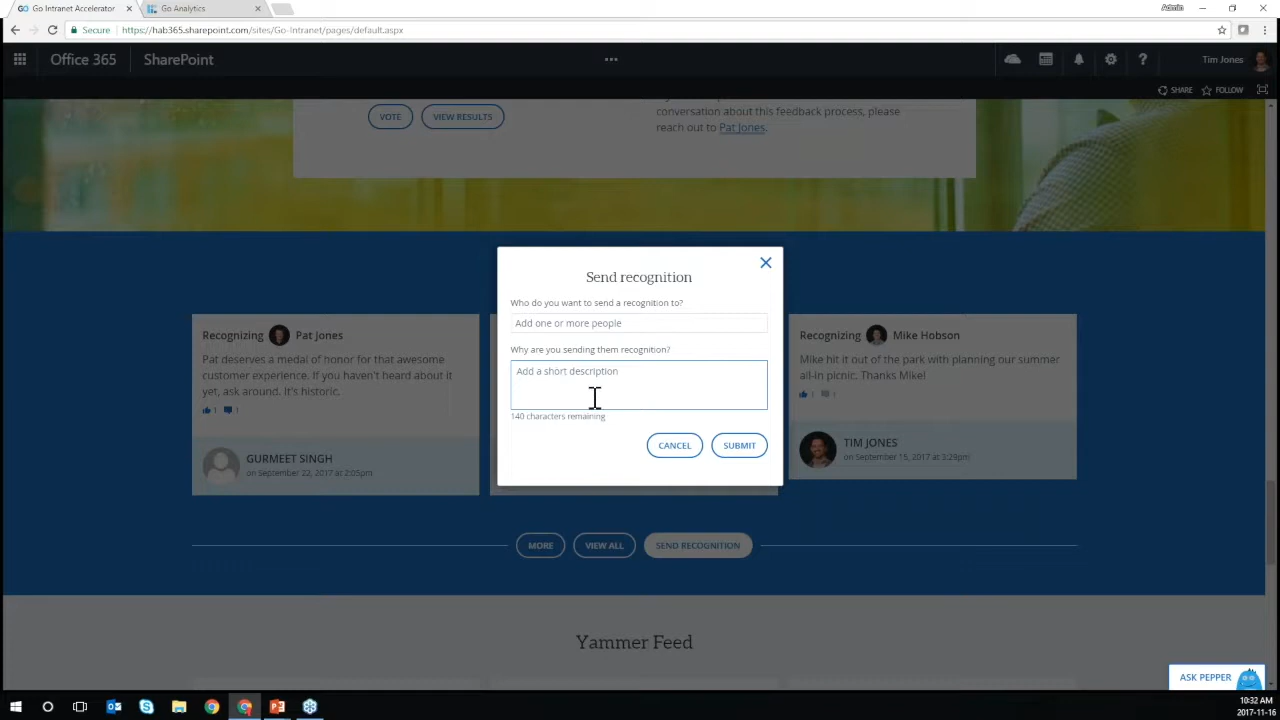 Go Intranet Accelerator
Go Analytics
Admin
Secure
https://hab365.sharepoint.com/sites/Go-Intranet/pages/default.aspx
Office 365
SharePoint
Tim Jones
SHARE
FOLLOW
VOTE
VIEW RESULTS
conversation about this feedback process, please
reach out to Pat Jones.
Send recognition
Who do you want to send a recognition to?
Add one or more people
Why are you sending them recognition?
Add a short description
140 characters remaining
CANCEL
SUBMIT
Recognizing Pat Jones
Pat deserves a medal of honor for that awesome
customer experience. If you haven't heard about it
yet, ask around. It's historic.
1 1
GURMEET SINGH
on September 22, 2017 at 2:05pm
Recognizing Mike Hobson
Mike hit it out of the park with planning our summer
all-in picnic. Thanks Mike!
1 1
TIM JONES
on September 15, 2017 at 3:29pm
MORE
VIEW ALL
SEND RECOGNITION
Yammer Feed
ASK PEPPER
10:32 AM
2017-11-16